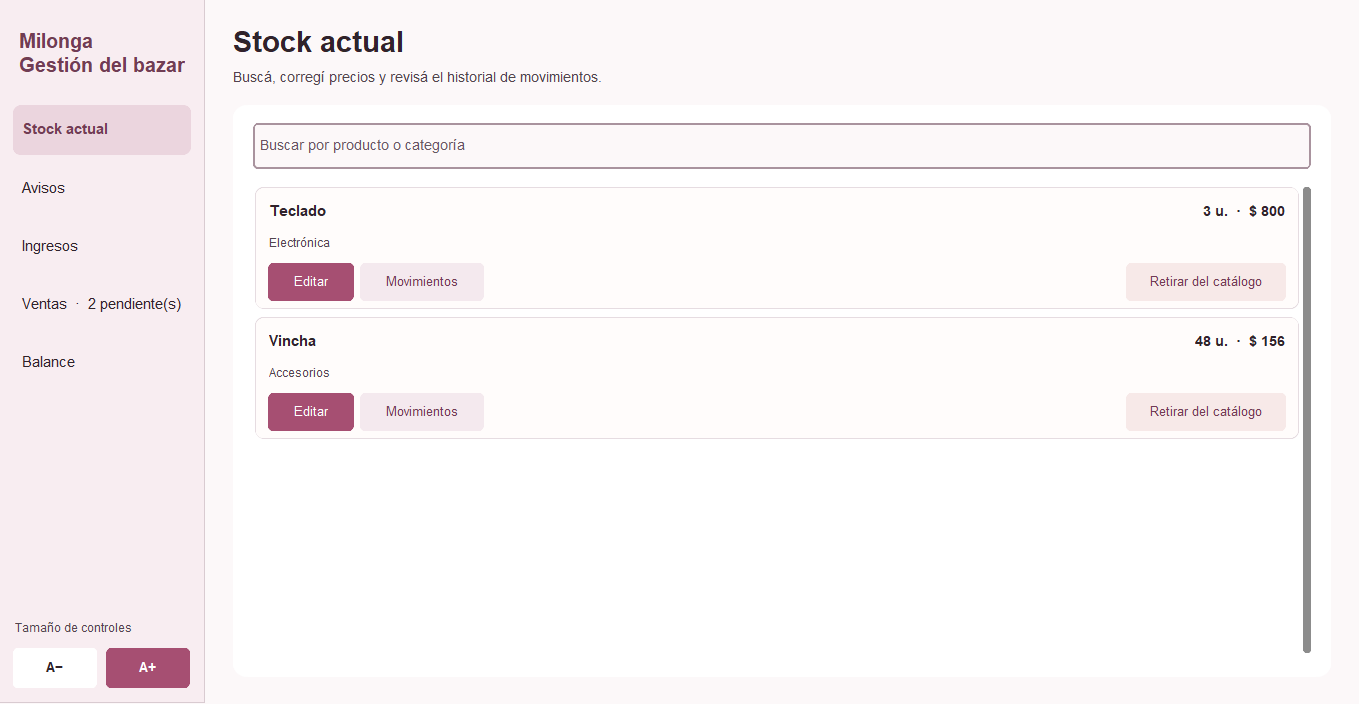 Milonga
Gestión del bazar
Stock actual
Avisos
Ingresos
Ventas · 2 pendiente(s)
Balance
Tamaño de controles
A− A+
Stock actual
Buscá, corregí precios y revisá el historial de movimientos.
Buscar por producto o categoría
Teclado 3 u. · $ 800
Electrónica
Editar Movimientos Retirar del catálogo
Vincha 48 u. · $ 156
Accesorios
Editar Movimientos Retirar del catálogo